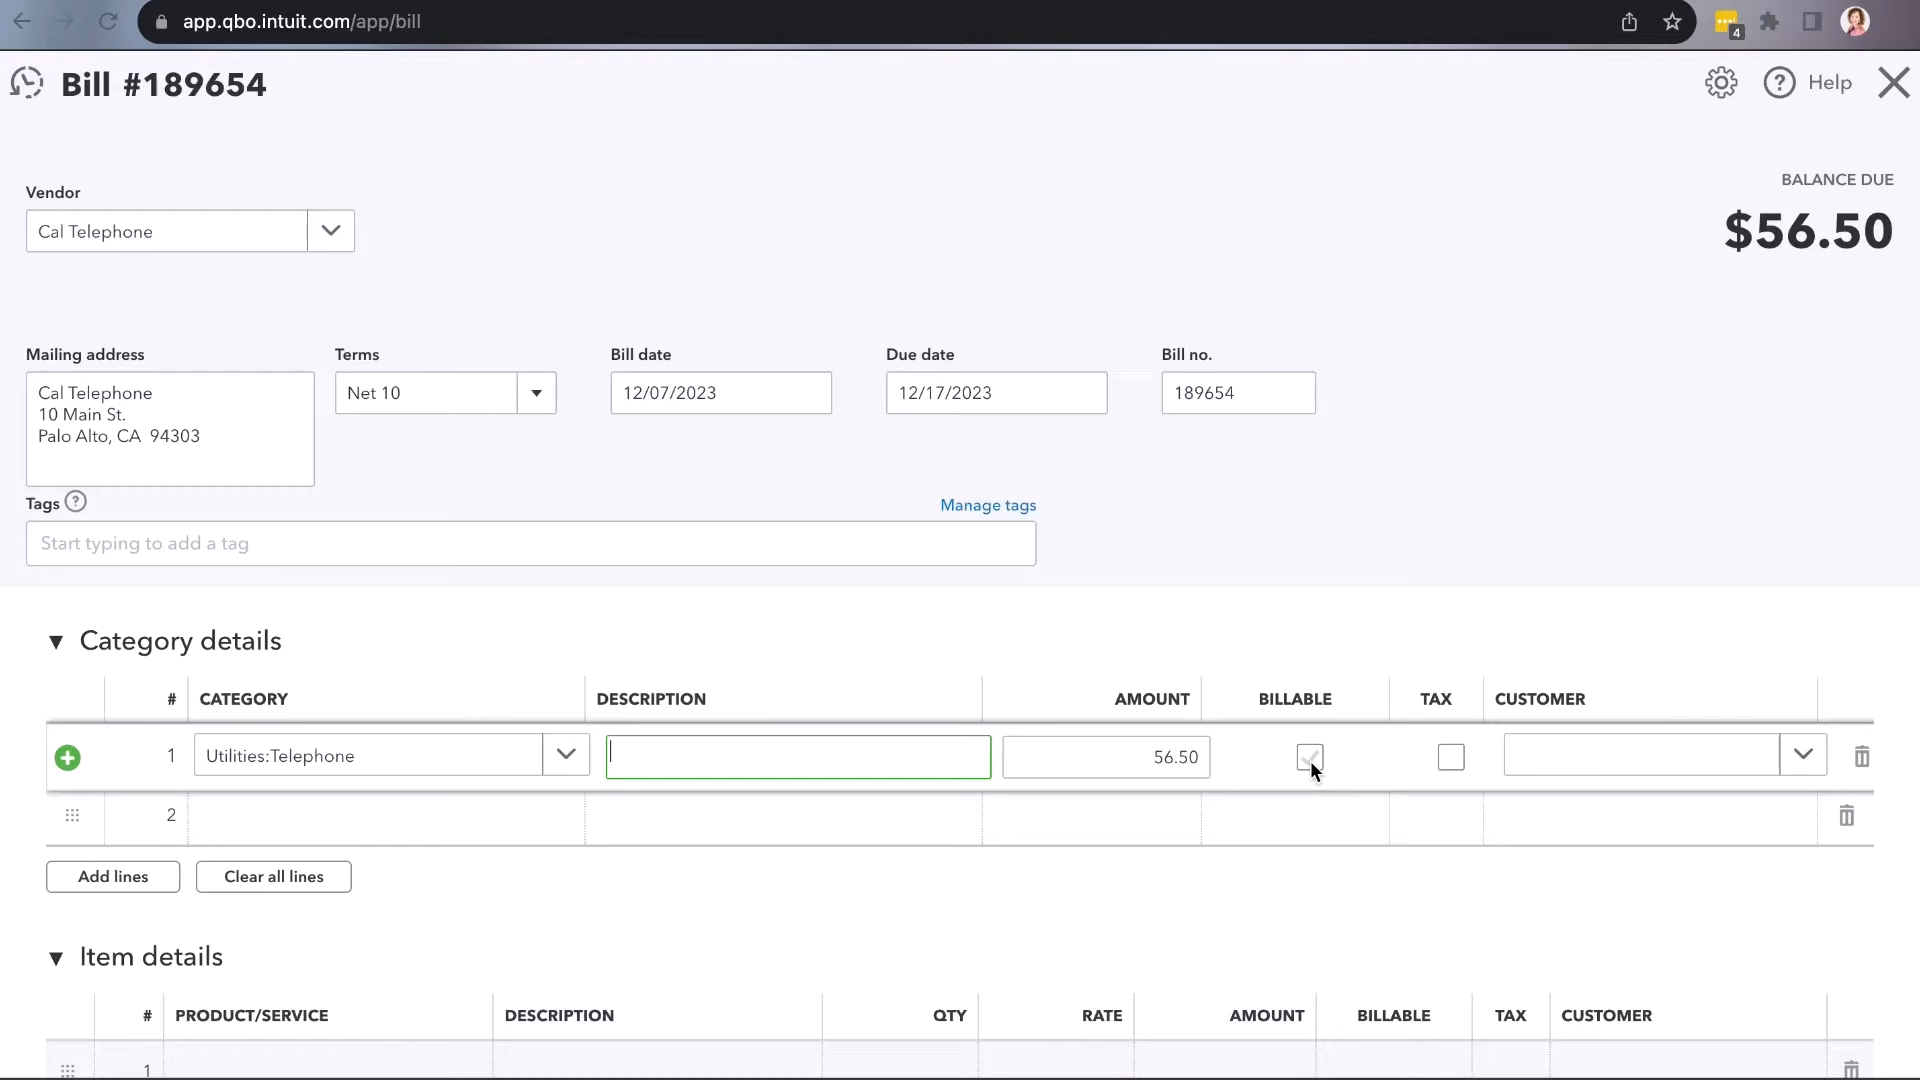 app.qbo.intuit.com/app/bill
4
Bill #189654
Help
BALANCE DUE
$56.50
Vendor
Cal Telephone
Mailing address
Cal Telephone
10 Main St.
Palo Alto, CA 94303
Terms
Net 10
Bill date
12/07/2023
Due date
12/17/2023
Bill no.
189654
Tags ?
Manage tags
Start typing to add a tag
Category details
# CATEGORY DESCRIPTION AMOUNT BILLABLE TAX CUSTOMER
1 Utilities:Telephone 56.50
2
Add lines Clear all lines
Item details
# PRODUCT/SERVICE DESCRIPTION QTY RATE AMOUNT BILLABLE TAX CUSTOMER
1